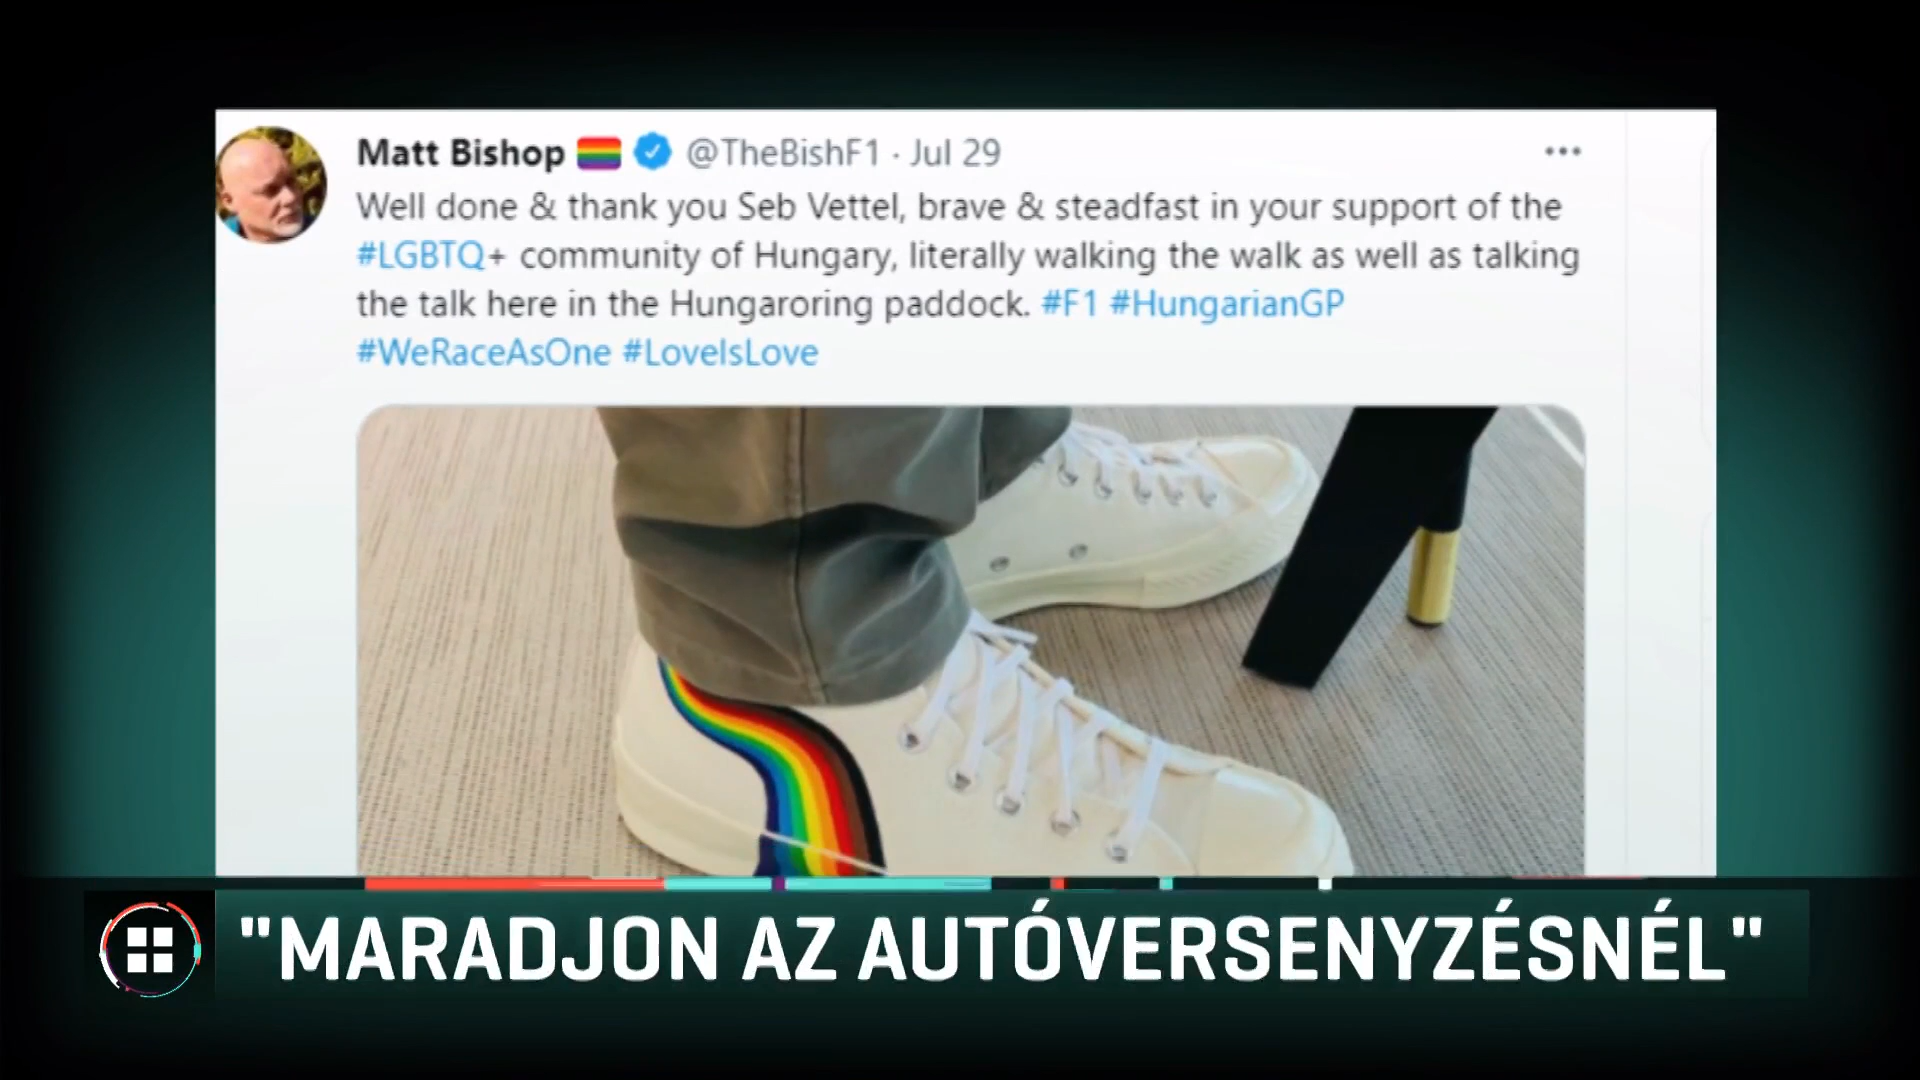 Matt Bishop @TheBishF1 · Jul 29
Well done & thank you Seb Vettel, brave & steadfast in your support of the
#LGBTQ+ community of Hungary, literally walking the walk as well as talking
the talk here in the Hungaroring paddock. #F1 #HungarianGP
#WeRaceAsOne #LoveIsLove
"MARADJON AZ AUTÓVERSENYZÉSNÉL"